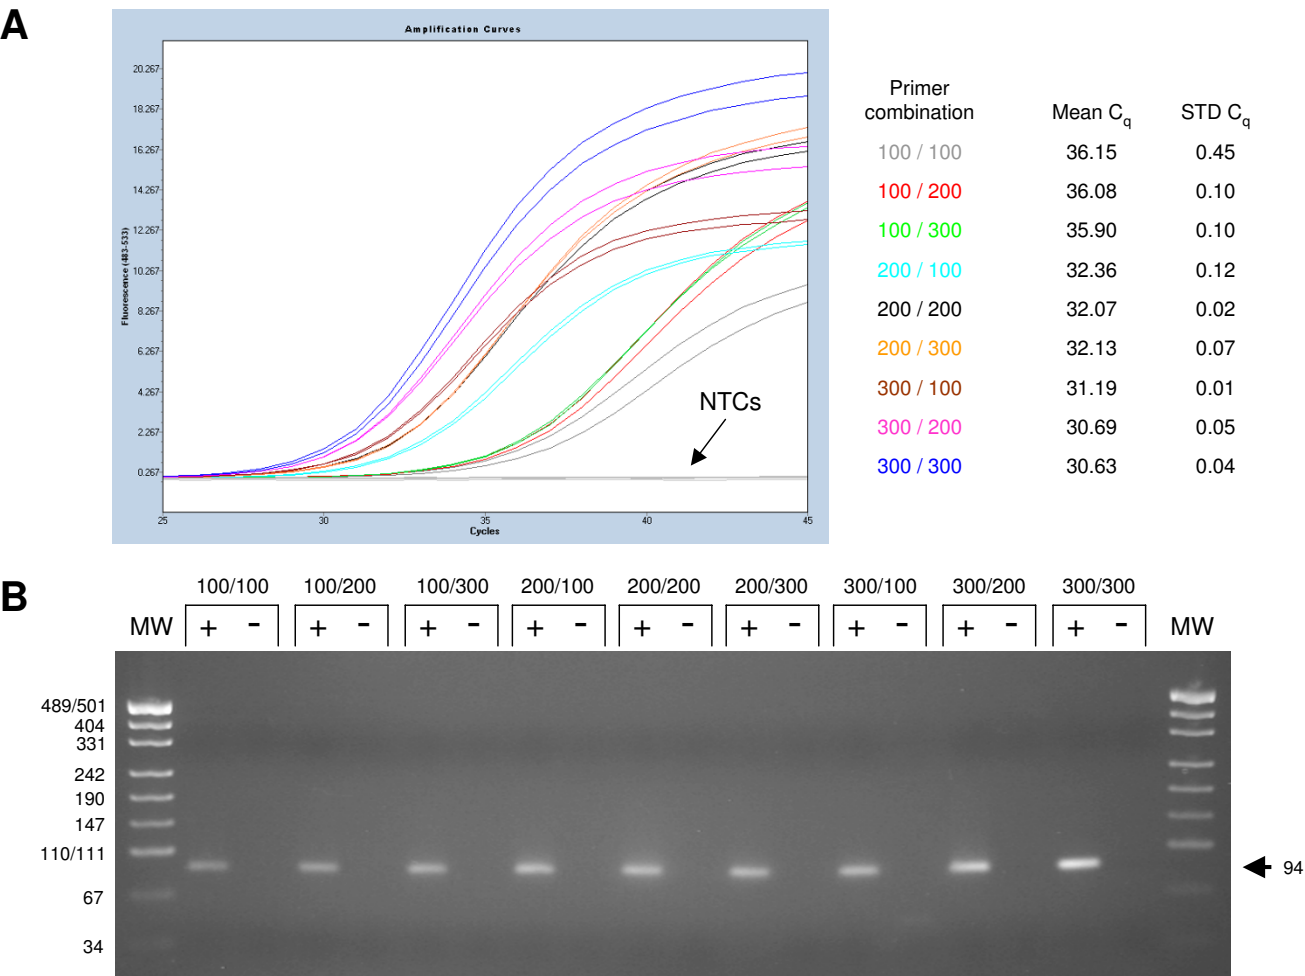 A
Amplification Curves
Fluorescence (483-533)
20.267
18.267
16.267
14.267
12.267
10.267
8.267
6.267
4.267
2.267
0.267
25 30 35 40 45
Cycles
NTCs
Primer combination Mean Cq STD Cq
100 / 100 36.15 0.45
100 / 200 36.08 0.10
100 / 300 35.90 0.10
200 / 100 32.36 0.12
200 / 200 32.07 0.02
200 / 300 32.13 0.07
300 / 100 31.19 0.01
300 / 200 30.69 0.05
300 / 300 30.63 0.04
B
100/100 100/200 100/300 200/100 200/200 200/300 300/100 300/200 300/300
MW + - + - + - + - + - + - + - + - + - MW
489/501
404
331
242
190
147
110/111
67
34
94